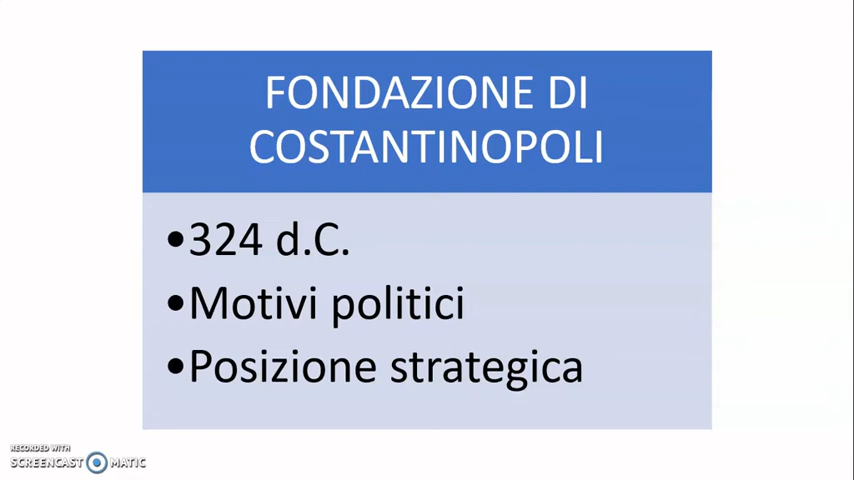 FONDAZIONE DI
COSTANTINOPOLI
•324 d.C.
•Motivi politici
•Posizione strategica
RECORDED WITH
SCREENCAST MATIC